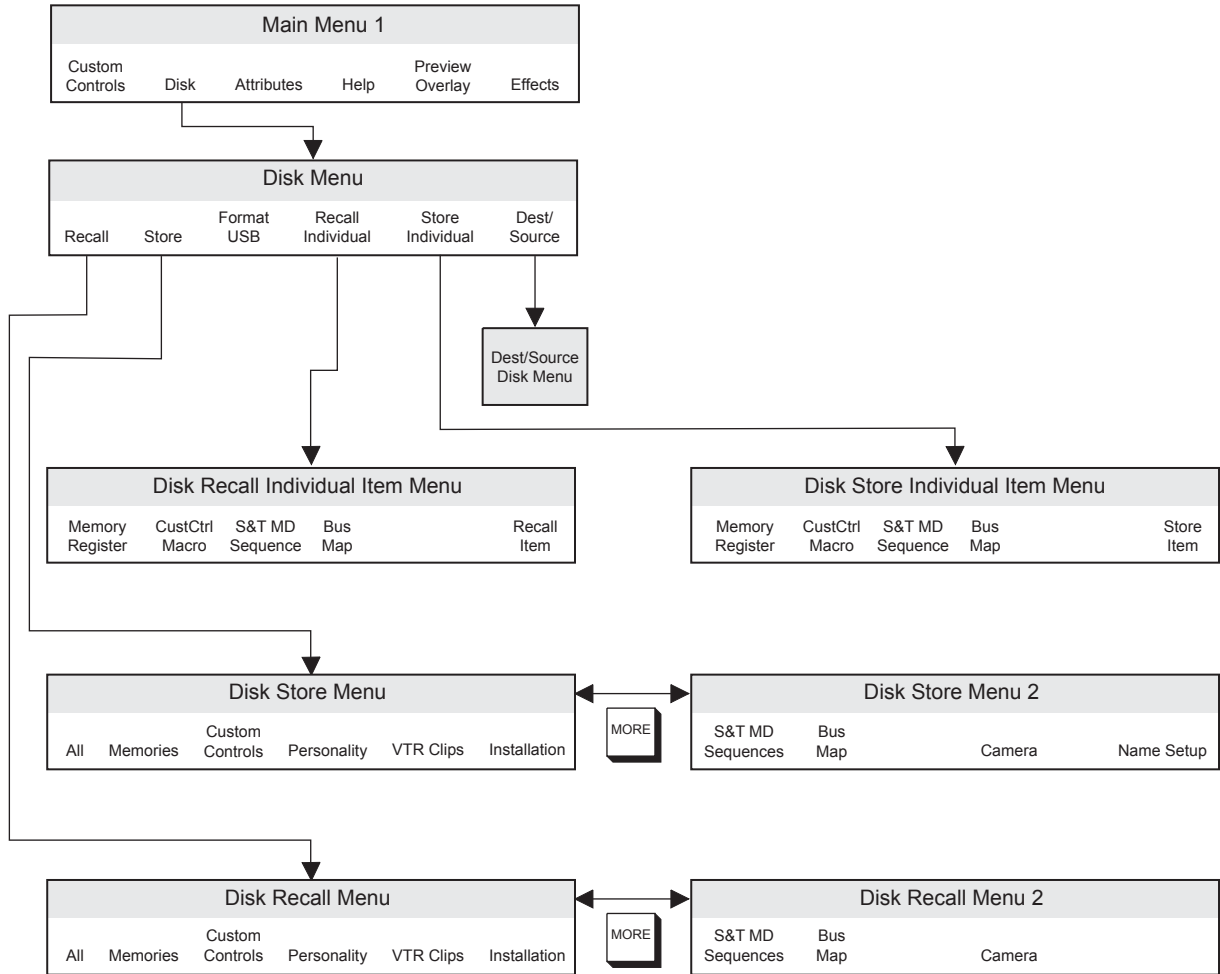 Main Menu 1
Custom Controls
Disk
Attributes
Help
Preview Overlay
Effects
Disk Menu
Recall
Store
Format USB
Recall Individual
Store Individual
Dest/ Source
Dest/Source
Disk Menu
Disk Recall Individual Item Menu
Memory Register
CustCtrl Macro
S&T MD Sequence
Bus Map
Recall Item
Disk Store Individual Item Menu
Memory Register
CustCtrl Macro
S&T MD Sequence
Bus Map
Store Item
Disk Store Menu
All
Memories
Custom Controls
Personality
VTR Clips
Installation
MORE
Disk Store Menu 2
S&T MD Sequences
Bus Map
Camera
Name Setup
Disk Recall Menu
All
Memories
Custom Controls
Personality
VTR Clips
Installation
MORE
Disk Recall Menu 2
S&T MD Sequences
Bus Map
Camera